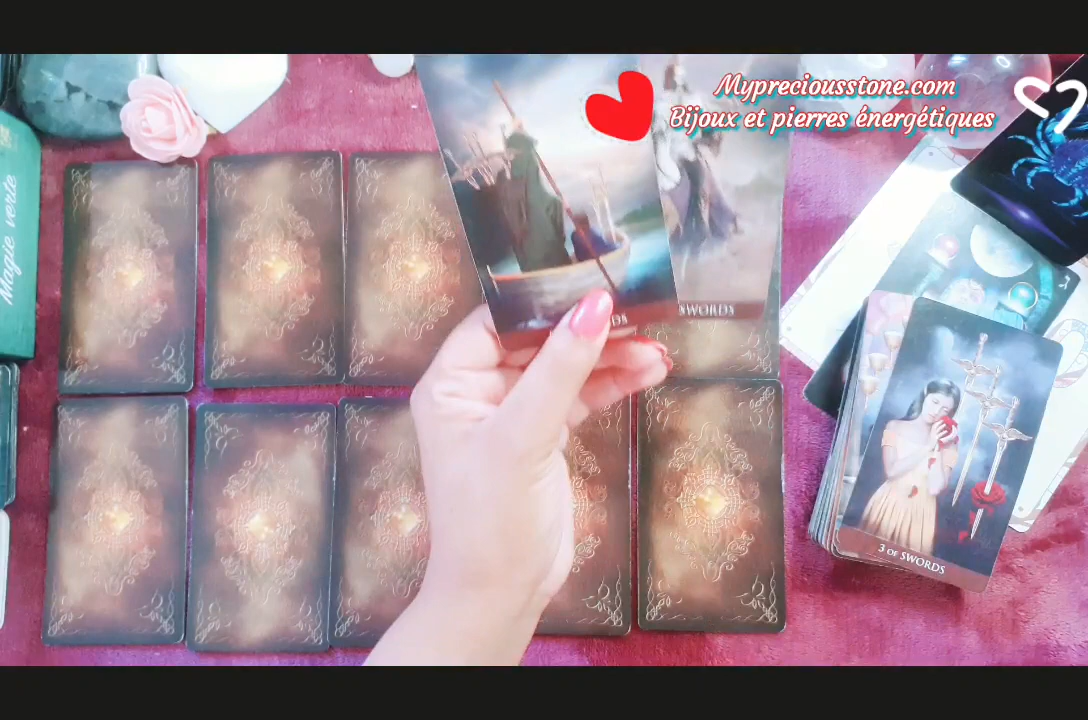 Mypreciousstone.com
Bijoux et pierres énergétiques
Magie verte
SWORDS
3 OF SWORDS